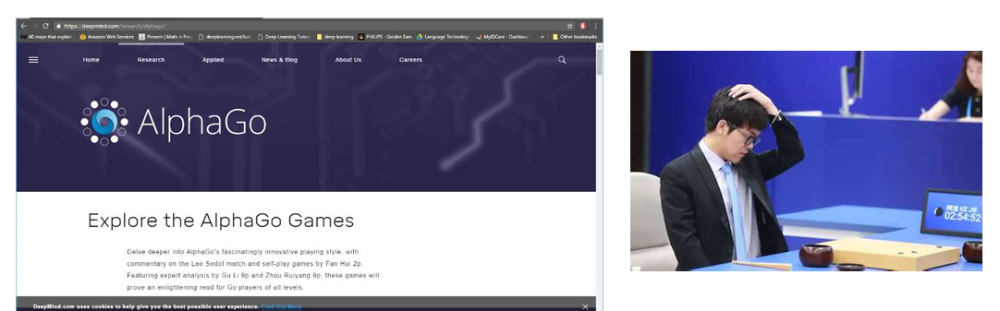 https://deepmind.com/research/alphago/
40 maps that explain
Amazon Web Services
Primers | Math ∩ Prog
deeplearning.net/tuto
Deep Learning Tutori
deep learning
PHILIPS - Golden Ears
Language Technolog
MyIDCare - Dashboa
Other bookmarks
Home
Research
Applied
News & Blog
About Us
Careers
AlphaGo
Explore the AlphaGo Games
Delve deeper into AlphaGo's fascinatingly innovative playing style, with
commentary on the Lee Sedol match and self-play games by Fan Hui 2p.
Featuring expert analysis by Gu Li 9p and Zhou Ruiyang 9p, these games will
prove an enlightening read for Go players of all levels.
DeepMind.com uses cookies to help give you the best possible user experience. Find Out More
KE JIE
02:54:52